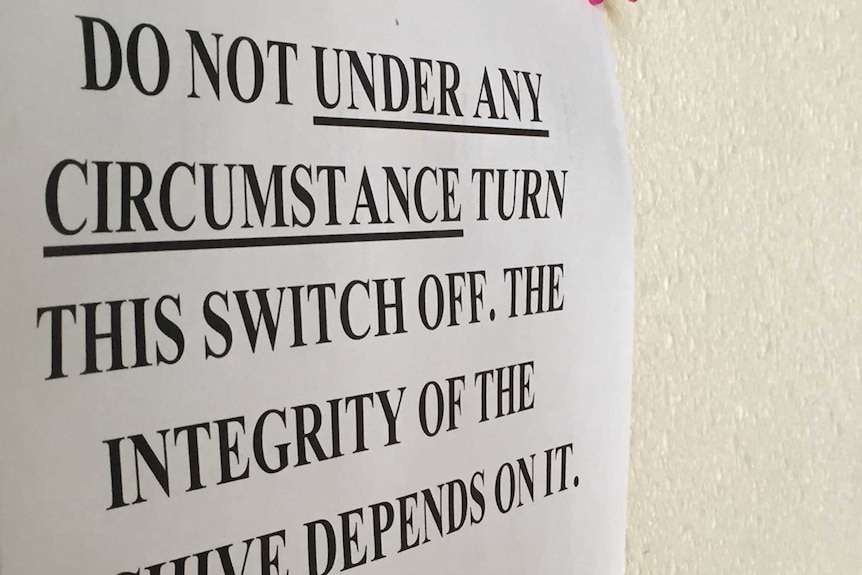 DO NOT UNDER ANY
CIRCUMSTANCE TURN
THIS SWITCH OFF. THE
INTEGRITY OF THE
DEPENDS ON IT.